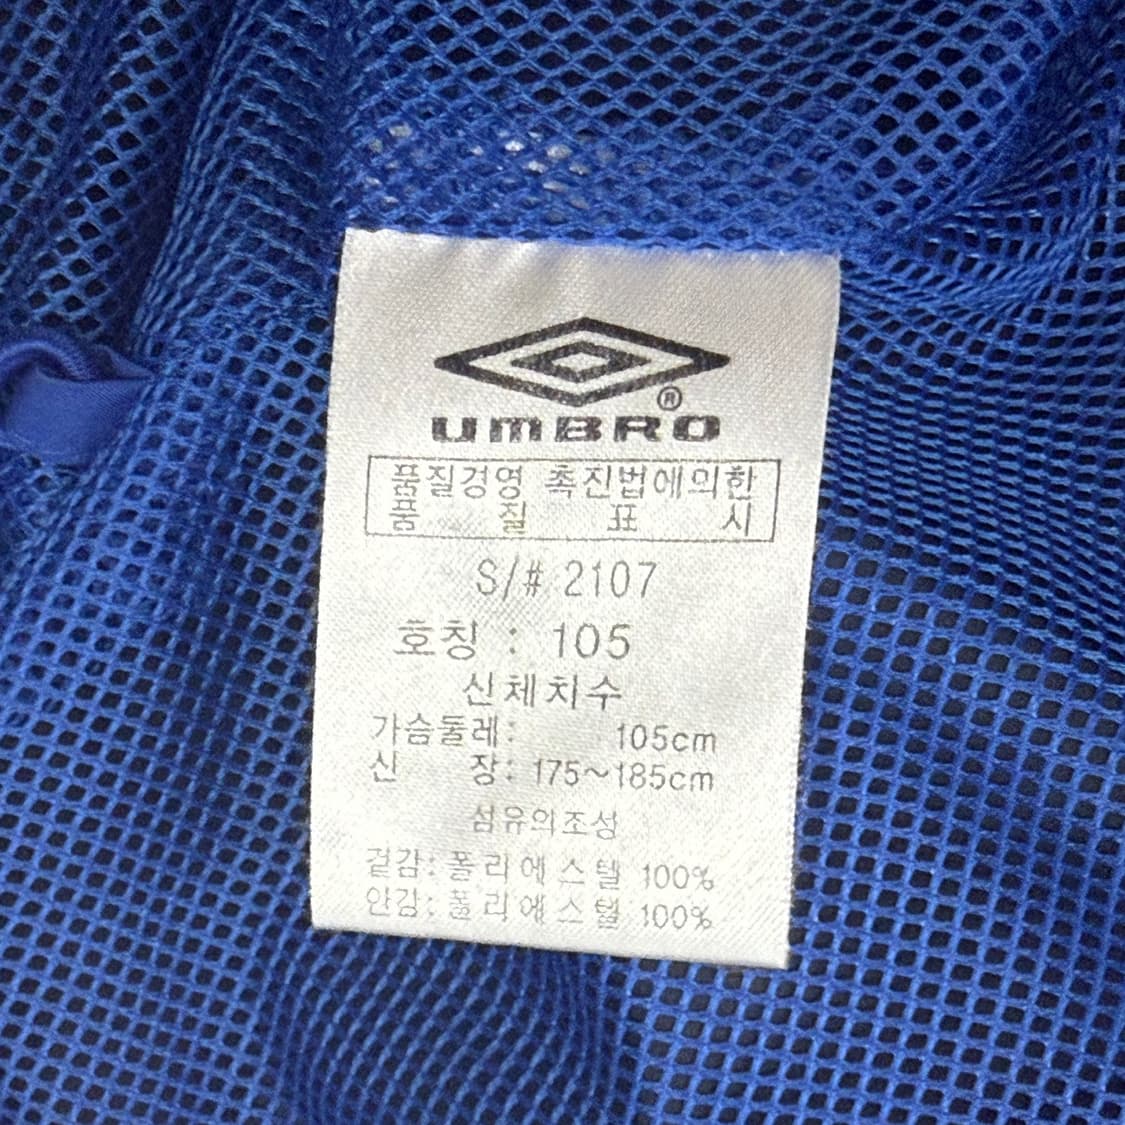 UMBRO®
품질경영 촉진법에의한
품 질 표 시
S/# 2107
호칭 : 105
신체치수
가슴둘레: 105cm
신 장: 175~185cm
섬유의조성
겉감: 폴리에스텔 100%
안감: 폴리에스텔 100%